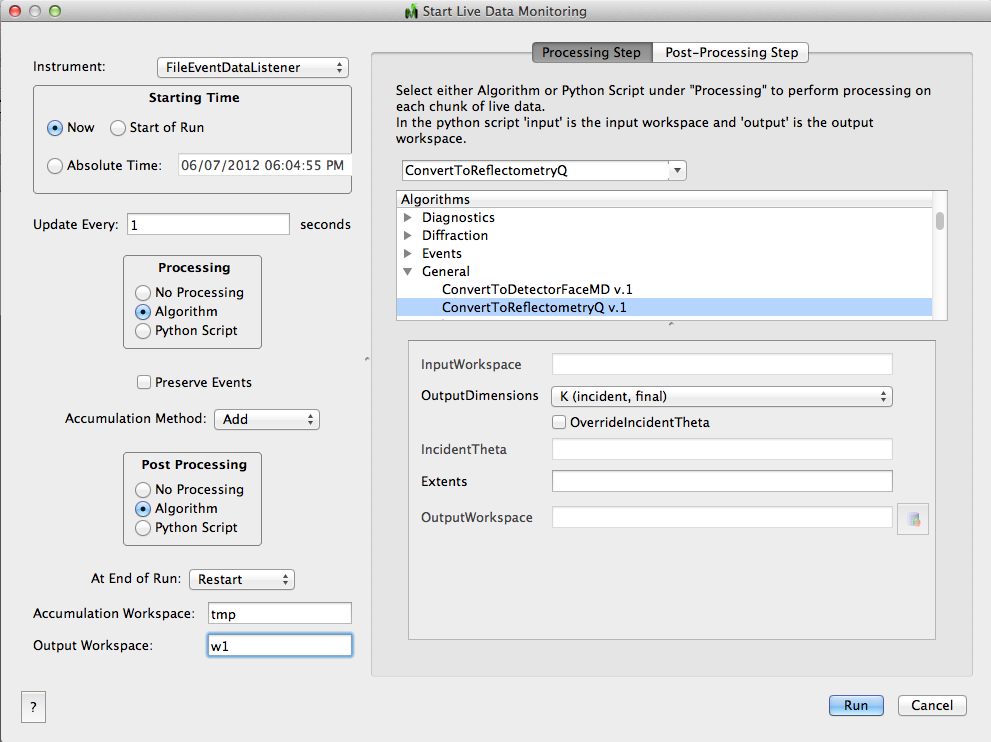 Start Live Data Monitoring
Instrument: FileEventDataListener
Starting Time
Now Start of Run
Absolute Time: 06/07/2012 06:04:55 PM
Update Every: 1 seconds
Processing
No Processing
Algorithm
Python Script
Preserve Events
Accumulation Method: Add
Post Processing
No Processing
Algorithm
Python Script
At End of Run: Restart
Accumulation Workspace: tmp
Output Workspace: w1
?
Processing Step Post-Processing Step
Select either Algorithm or Python Script under "Processing" to perform processing on
each chunk of live data.
In the python script 'input' is the input workspace and 'output' is the output
workspace.
ConvertToReflectometryQ
Algorithms
Diagnostics
Diffraction
Events
General
ConvertToDetectorFaceMD v.1
ConvertToReflectometryQ v.1
InputWorkspace
OutputDimensions K (incident, final)
OverrideIncidentTheta
IncidentTheta
Extents
OutputWorkspace
Run Cancel